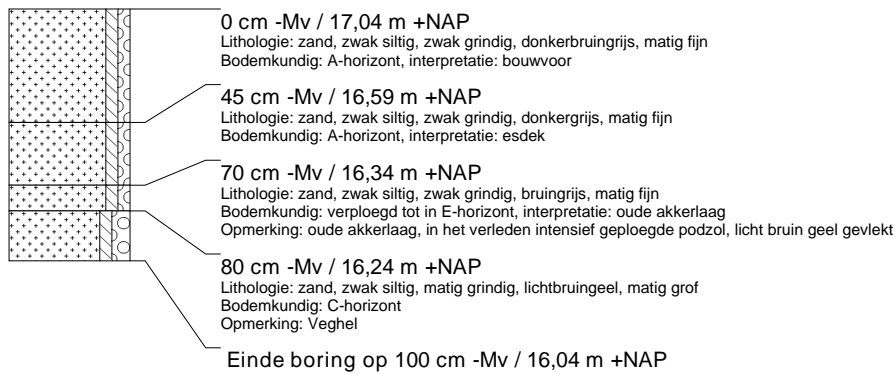 0 cm -Mv / 17,04 m +NAP
Lithologie: zand, zwak siltig, zwak grindig, donkerbruingrijs, matig fijn
Bodemkundig: A-horizont, interpretatie: bouwvoor
45 cm -Mv / 16,59 m +NAP
Lithologie: zand, zwak siltig, zwak grindig, donkergrijs, matig fijn
Bodemkundig: A-horizont, interpretatie: esdek
70 cm -Mv / 16,34 m +NAP
Lithologie: zand, zwak siltig, zwak grindig, bruingrijs, matig fijn
Bodemkundig: verploegd tot in E-horizont, interpretatie: oude akkerlaag
Opmerking: oude akkerlaag, in het verleden intensief geploegde podzol, licht bruin geel gevlekt
80 cm -Mv / 16,24 m +NAP
Lithologie: zand, zwak siltig, matig grindig, lichtbruingeel, matig grof
Bodemkundig: C-horizont
Opmerking: Veghel
Einde boring op 100 cm -Mv / 16,04 m +NAP